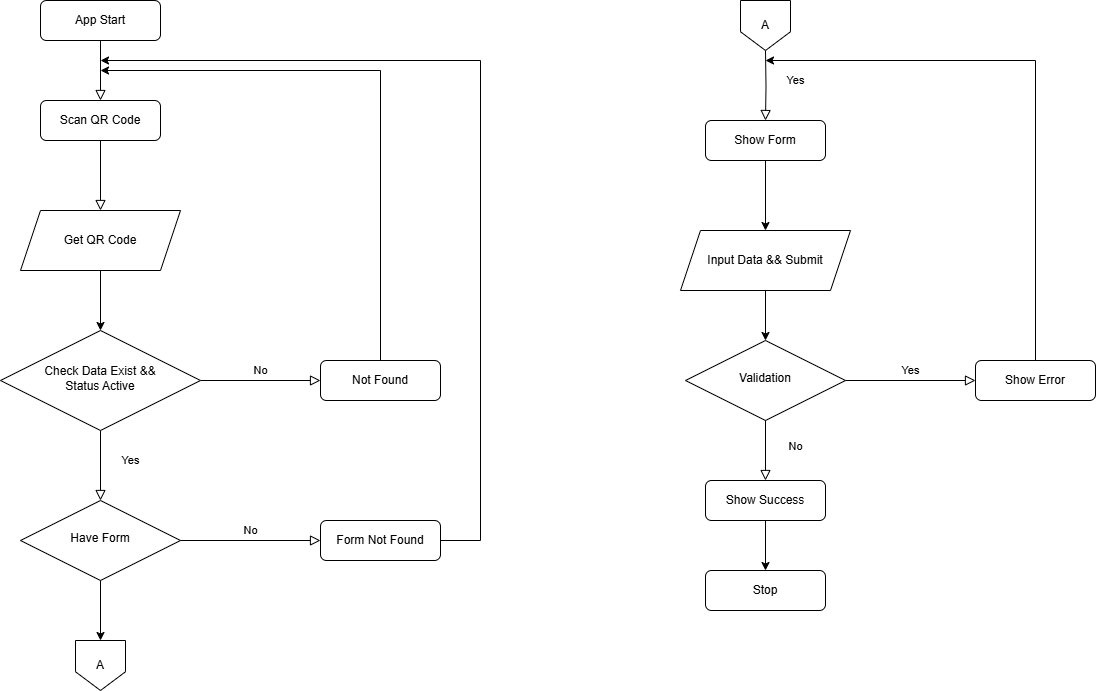 App Start
Scan QR Code
Get QR Code
Check Data Exist &&
Status Active
No
Not Found
Yes
Have Form
No
Form Not Found
A
A
Yes
Show Form
Input Data && Submit
Validation
Yes
Show Error
No
Show Success
Stop